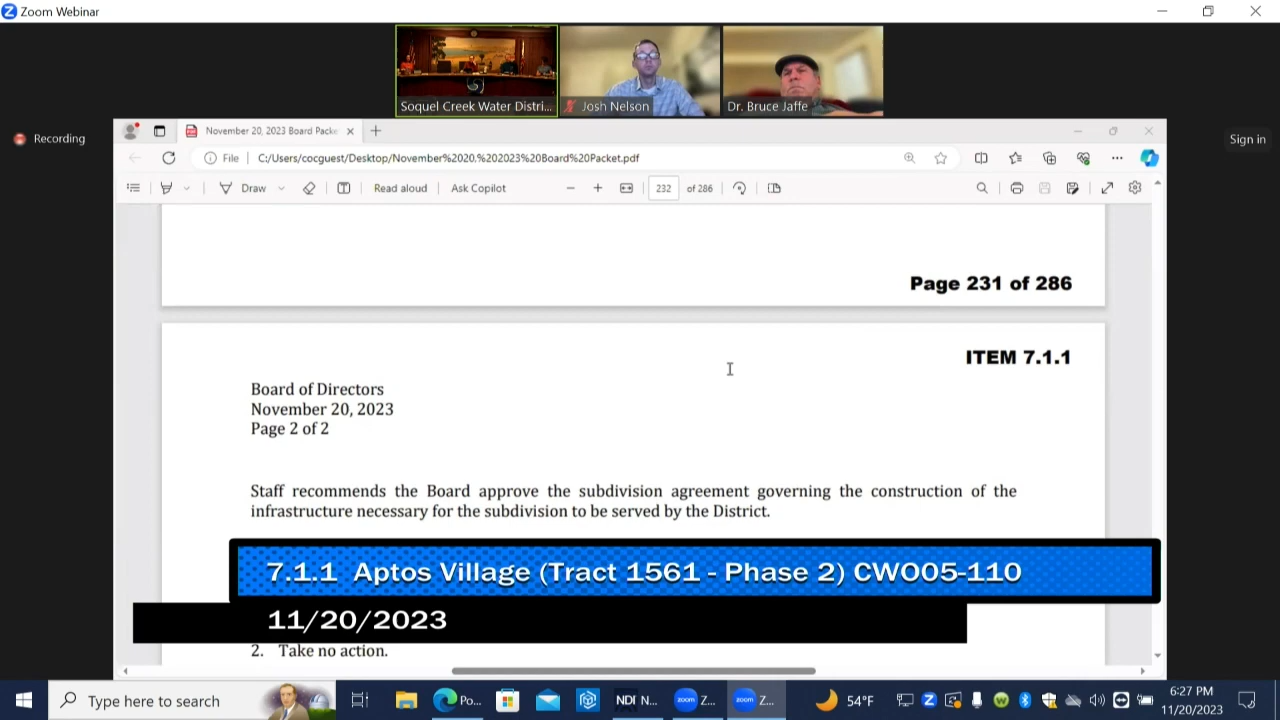 Zoom Webinar
Soquel Creek Water Distri...
Josh Nelson
Dr. Bruce Jaffe
Recording
Sign in
November 20, 2023 Board Packe
File
C:/Users/cocguest/Desktop/November%2020.%202023%20Board%20Packet.pdf
Draw
Read aloud
Ask Copilot
232
of 286
Page 231 of 286
ITEM 7.1.1
Board of Directors
November 20, 2023
Page 2 of 2
Staff recommends the Board approve the subdivision agreement governing the construction of the
infrastructure necessary for the subdivision to be served by the District.
7.1.1 Aptos Village (Tract 1561 - Phase 2) CWO05-110
11/20/2023
2. Take no action.
Type here to search
Po...
NDI N...
Z...
Z...
54°F
6:27 PM
11/20/2023